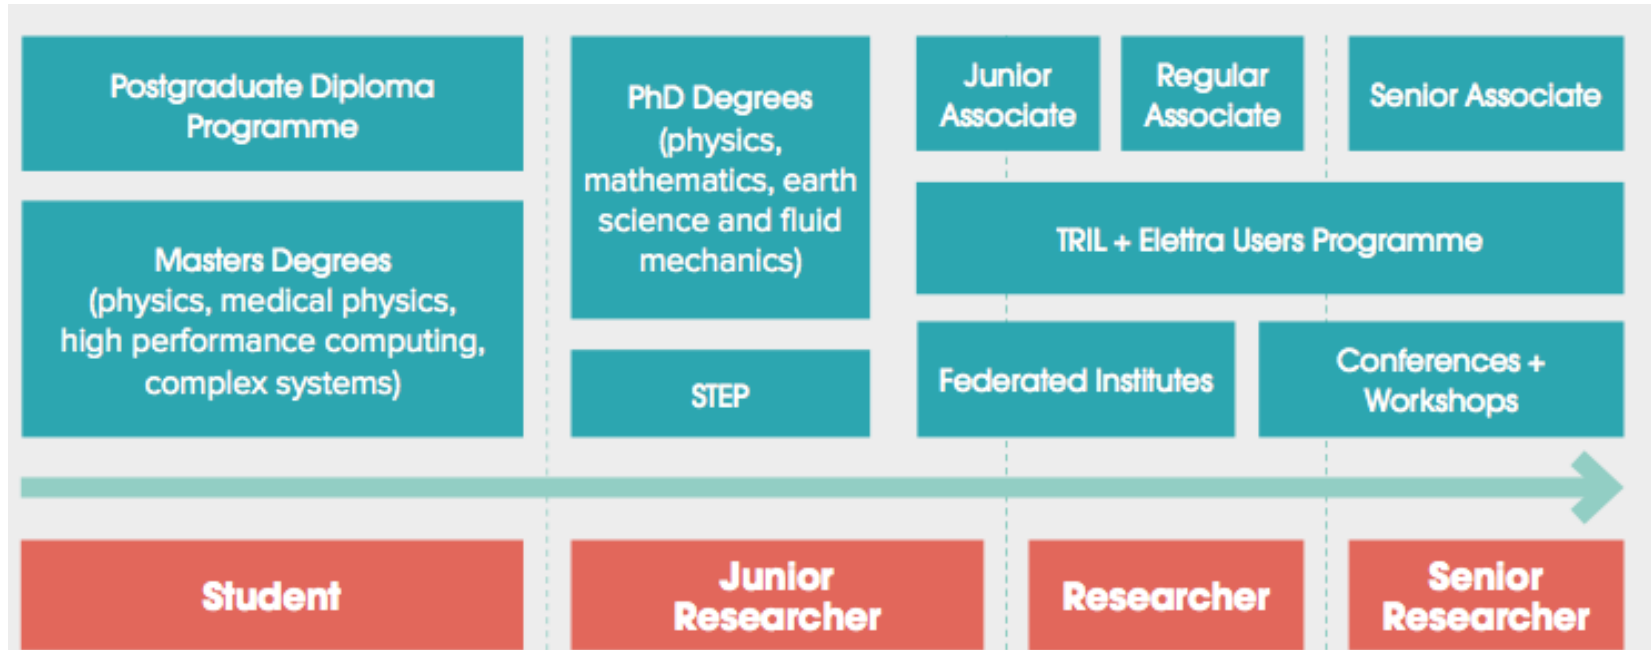 Postgraduate Diploma
Programme
Masters Degrees
(physics, medical physics,
high performance computing,
complex systems)
PhD Degrees
(physics,
mathematics, earth
science and fluid
mechanics)
STEP
Junior
Associate
Regular
Associate
Senior Associate
TRIL + Elettra Users Programme
Federated Institutes
Conferences +
Workshops
Student
Junior
Researcher
Researcher
Senior
Researcher